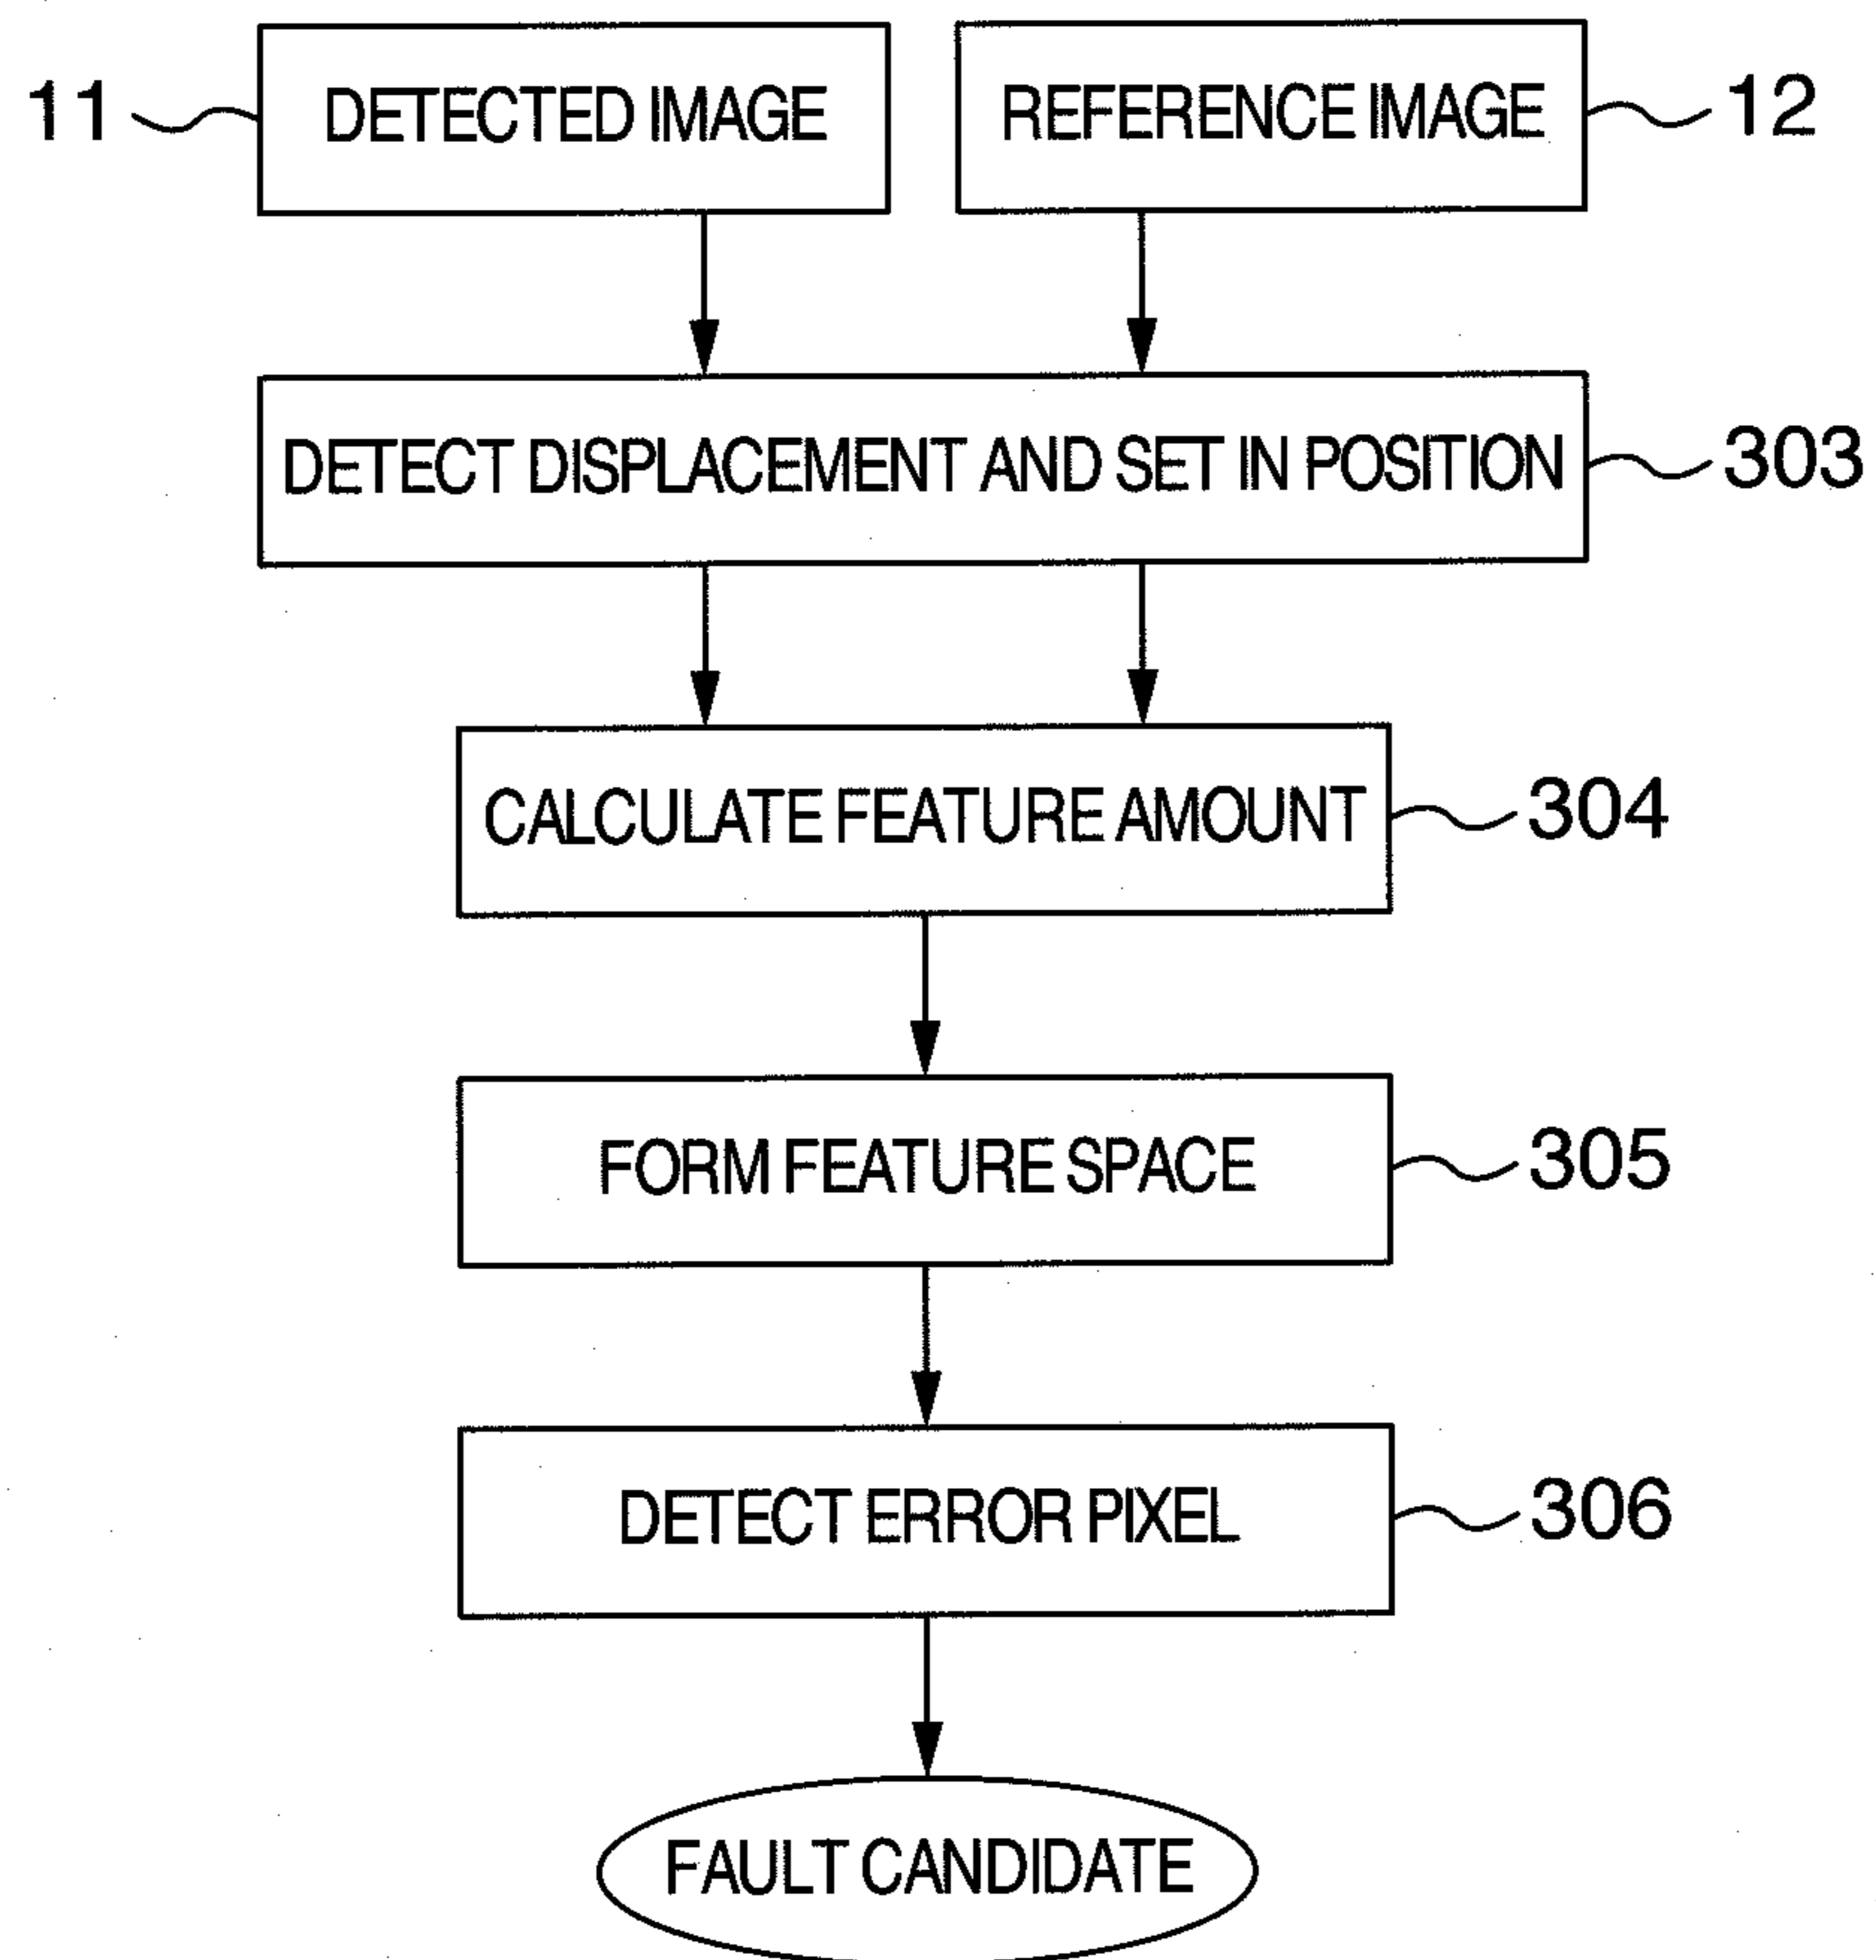 11
DETECTED IMAGE
REFERENCE IMAGE
12
DETECT DISPLACEMENT AND SET IN POSITION
303
CALCULATE FEATURE AMOUNT
304
FORM FEATURE SPACE
305
DETECT ERROR PIXEL
306
FAULT CANDIDATE